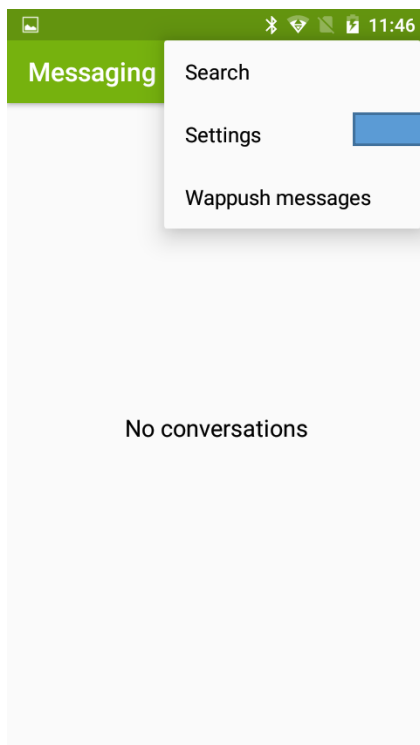 11:46
Messaging
Search
Settings
Wappush messages
No conversations